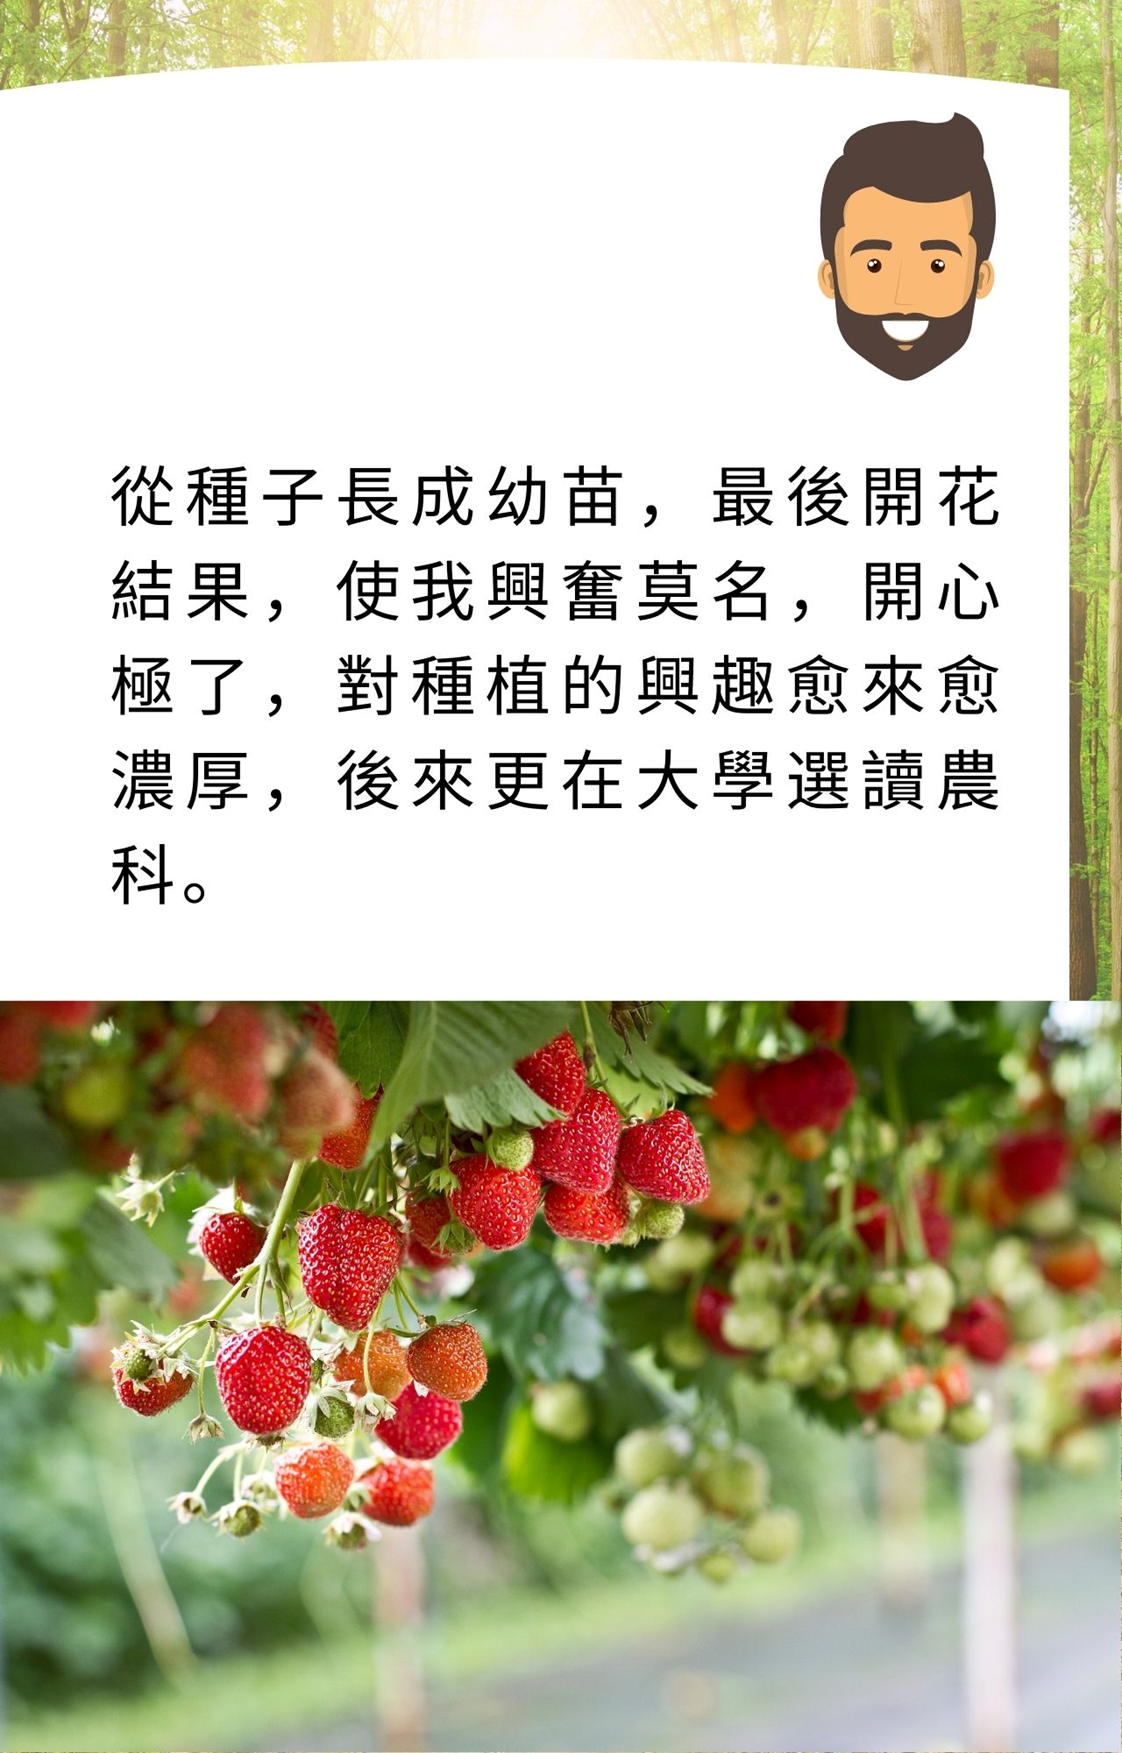 從種子長成幼苗，最後開花
結果，使我興奮莫名，開心
極了，對種植的興趣愈來愈
濃厚，後來更在大學選讀農
科。